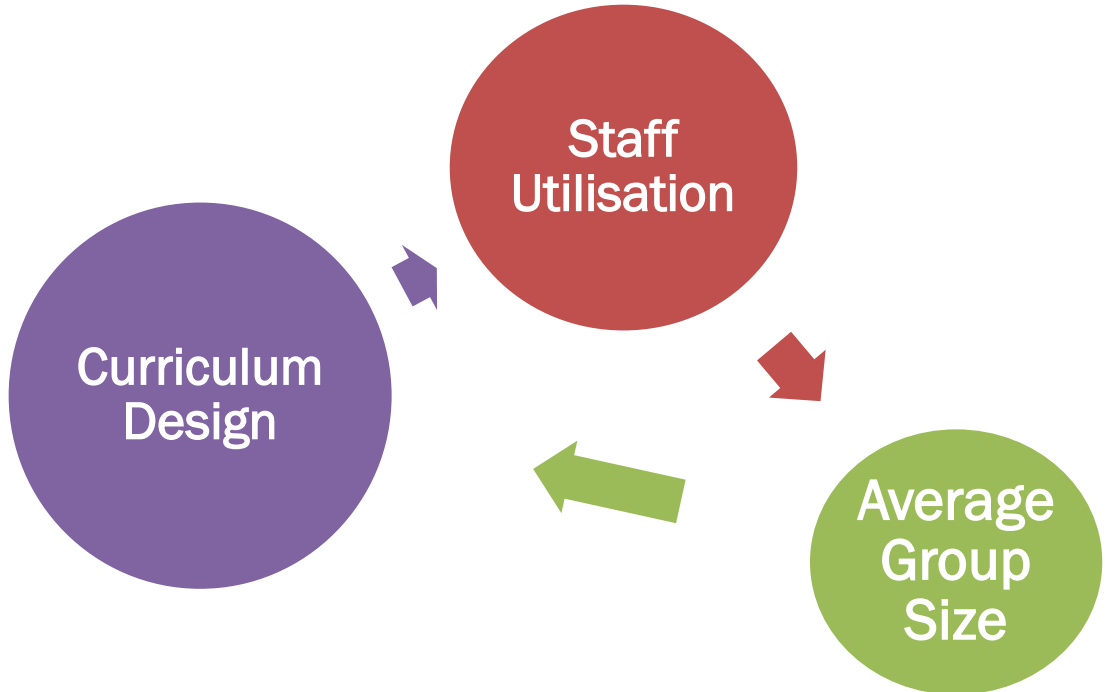 Staff
Utilisation
Curriculum
Design
Average
Group
Size